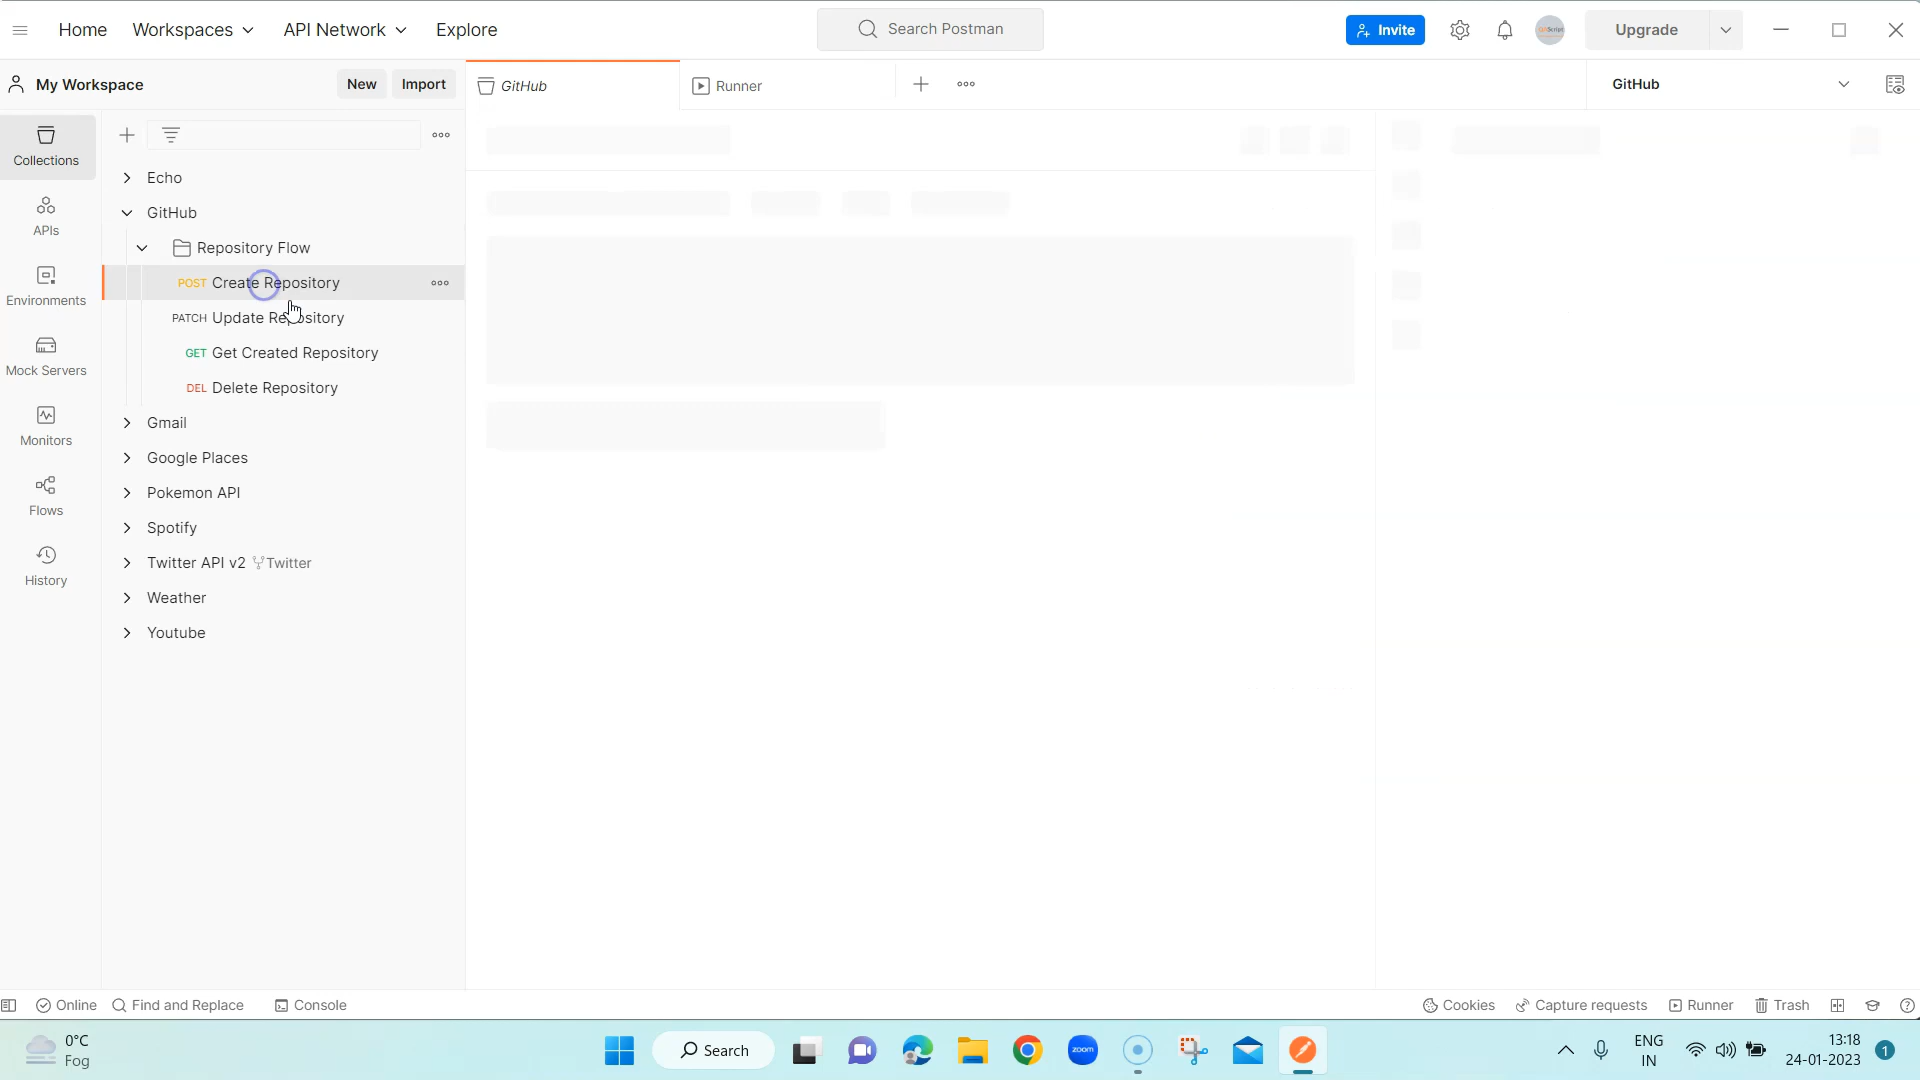 Home Workspaces API Network Explore Search Postman Invite Upgrade
My Workspace New Import GitHub Runner GitHub
Collections
APIs
Environments
Mock Servers
Monitors
Flows
History
Echo
GitHub
Repository Flow
POST Create Repository
PATCH Update Repository
GET Get Created Repository
DEL Delete Repository
Gmail
Google Places
Pokemon API
Spotify
Twitter API v2 Twitter
Weather
Youtube
Online Find and Replace Console Cookies Capture requests Runner Trash
0°C
Fog
Search
zoom
ENG
IN
13:18
24-01-2023
1